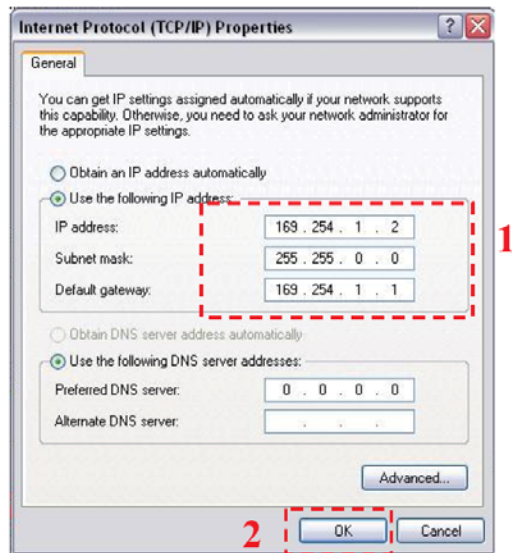 Internet Protocol (TCP/IP) Properties
General
You can get IP settings assigned automatically if your network supports
this capability. Otherwise, you need to ask your network administrator for
the appropriate IP settings.
Obtain an IP address automatically
Use the following IP address:
IP address: 169 . 254 . 1 . 2
Subnet mask: 255 . 255 . 0 . 0
Default gateway: 169 . 254 . 1 . 1
1
Obtain DNS server address automatically
Use the following DNS server addresses:
Preferred DNS server: 0 . 0 . 0 . 0
Alternate DNS server: . . .
Advanced...
2
OK Cancel